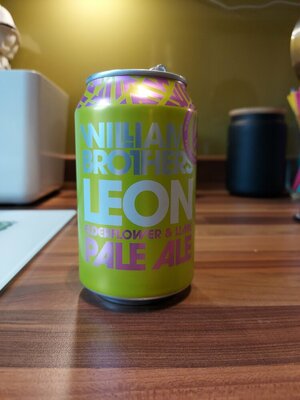 WILLIAM
BROTHERS
LEON
ELDERFLOWER & LIME
PALE ALE